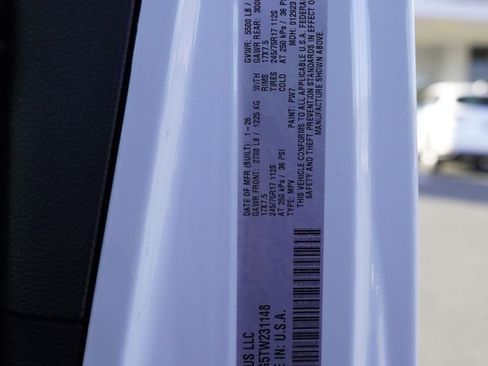 US LLC
G5TW231148
E IN: U.S.A.
DATE OF MFR (BUILT): 1-26 GVWR: 5500 LB /
GAWR FRONT: 2700 LB / 1225 KG WITH GAWR REAR: 3000
17X7.5 RIMS 17X7.5
245/75R17 112S TIRES 245/75R17 112S
AT 250 kPa / 36 PSI COLD AT 250 kPa / 36 PSI
TYPE: MPV PAINT: PW7 MDH: 012923
THIS VEHICLE CONFORMS TO ALL APPLICABLE U.S.A. FEDERAL
SAFETY AND THEFT PREVENTION STANDARDS IN EFFECT O
MANUFACTURE SHOWN ABOVE.